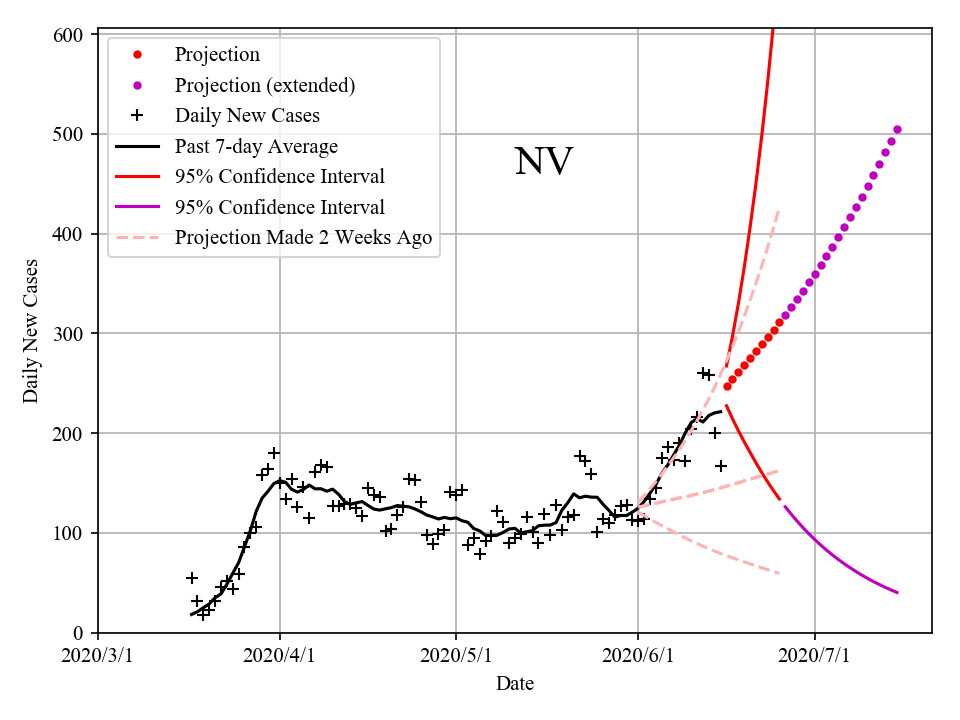 600
500
400
300
200
100
0
Daily New Cases
Projection
Projection (extended)
Daily New Cases
Past 7-day Average
95% Confidence Interval
95% Confidence Interval
Projection Made 2 Weeks Ago
NV
2020/3/1 2020/4/1 2020/5/1 2020/6/1 2020/7/1
Date